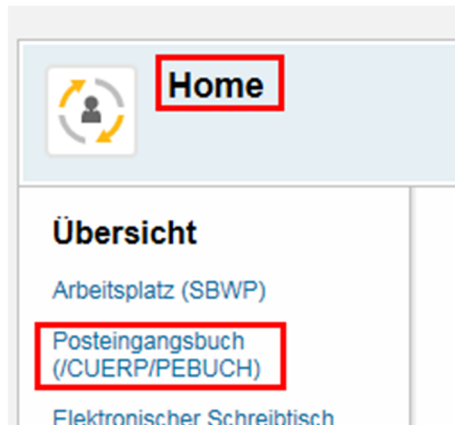 Home
Übersicht
Arbeitsplatz (SBWP)
Posteingangsbuch
(/CUERP/PEBUCH)
Elektronischer Schreibtisch